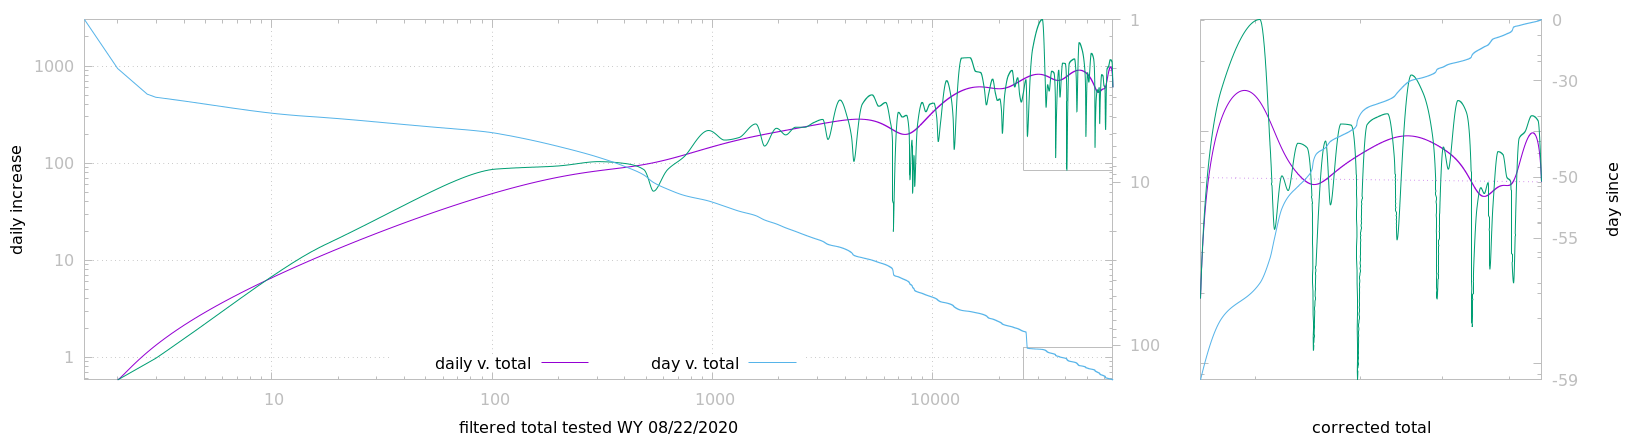 1000
100
10
1
daily increase
10
100
1000
10000
filtered total tested WY 08/22/2020
daily v. total
day v. total
1
10
100
0
-30
-50
-55
-59
day since
corrected total